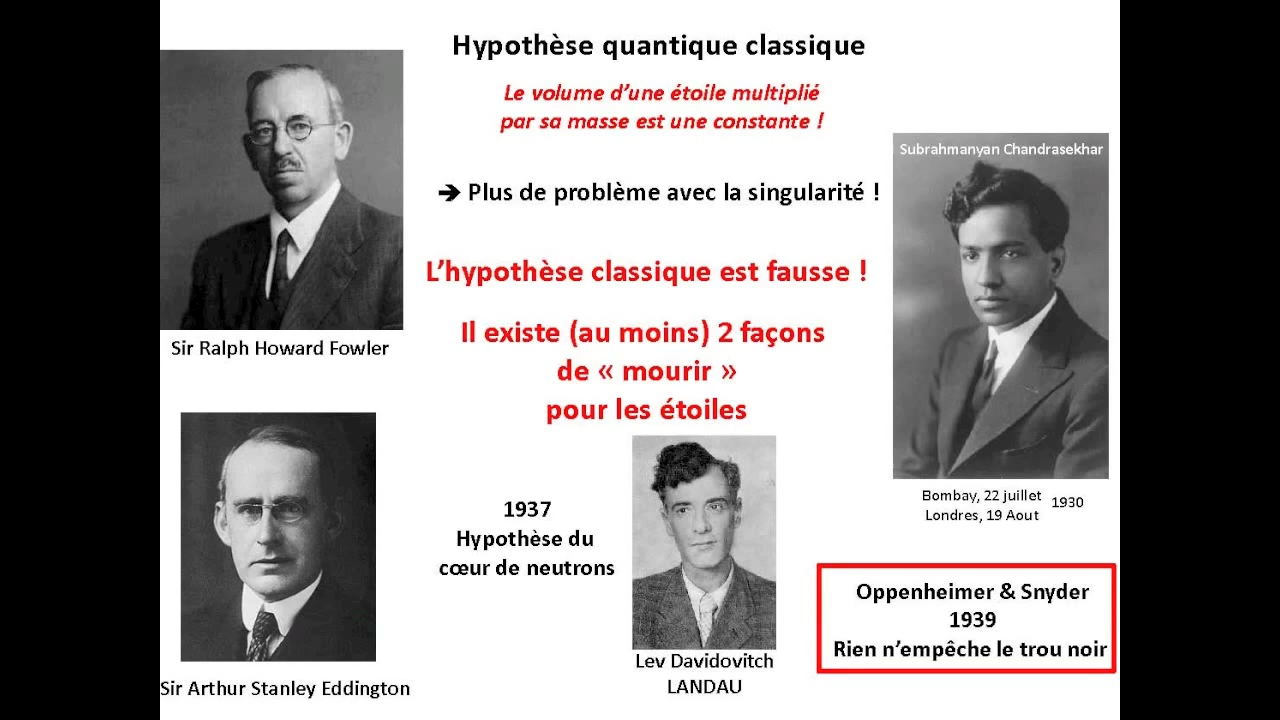 Hypothèse quantique classique
Le volume d’une étoile multiplié
par sa masse est une constante !
Subrahmanyan Chandrasekhar
➔ Plus de problème avec la singularité !
L’hypothèse classique est fausse !
Il existe (au moins) 2 façons
de « mourir »
pour les étoiles
Sir Ralph Howard Fowler
Bombay, 22 juillet 1930
Londres, 19 Aout
1937
Hypothèse du
cœur de neutrons
Oppenheimer & Snyder
1939
Rien n’empêche le trou noir
Lev Davidovitch
LANDAU
Sir Arthur Stanley Eddington